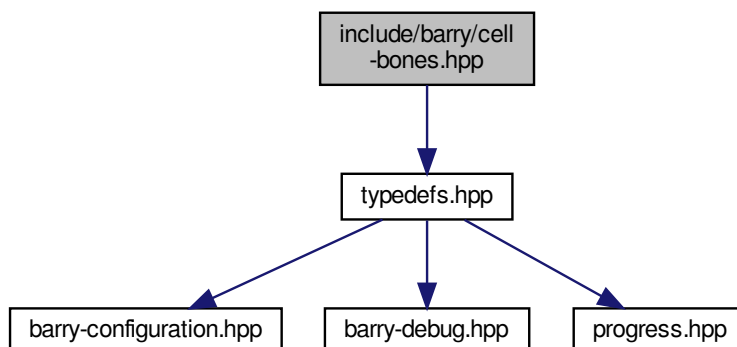 include/barry/cell
-bones.hpp
typedefs.hpp
barry-configuration.hpp
barry-debug.hpp
progress.hpp